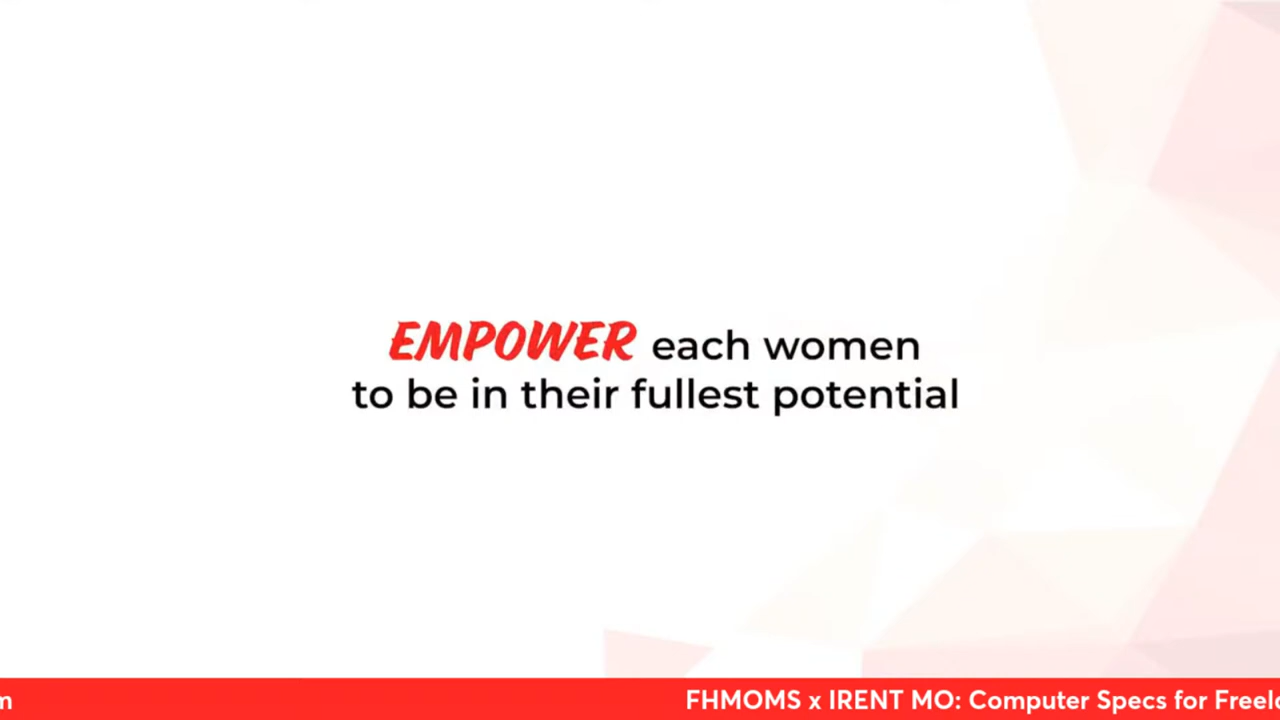 EMPOWER each women
to be in their fullest potential
FHMOMS x IRENT MO: Computer Specs for